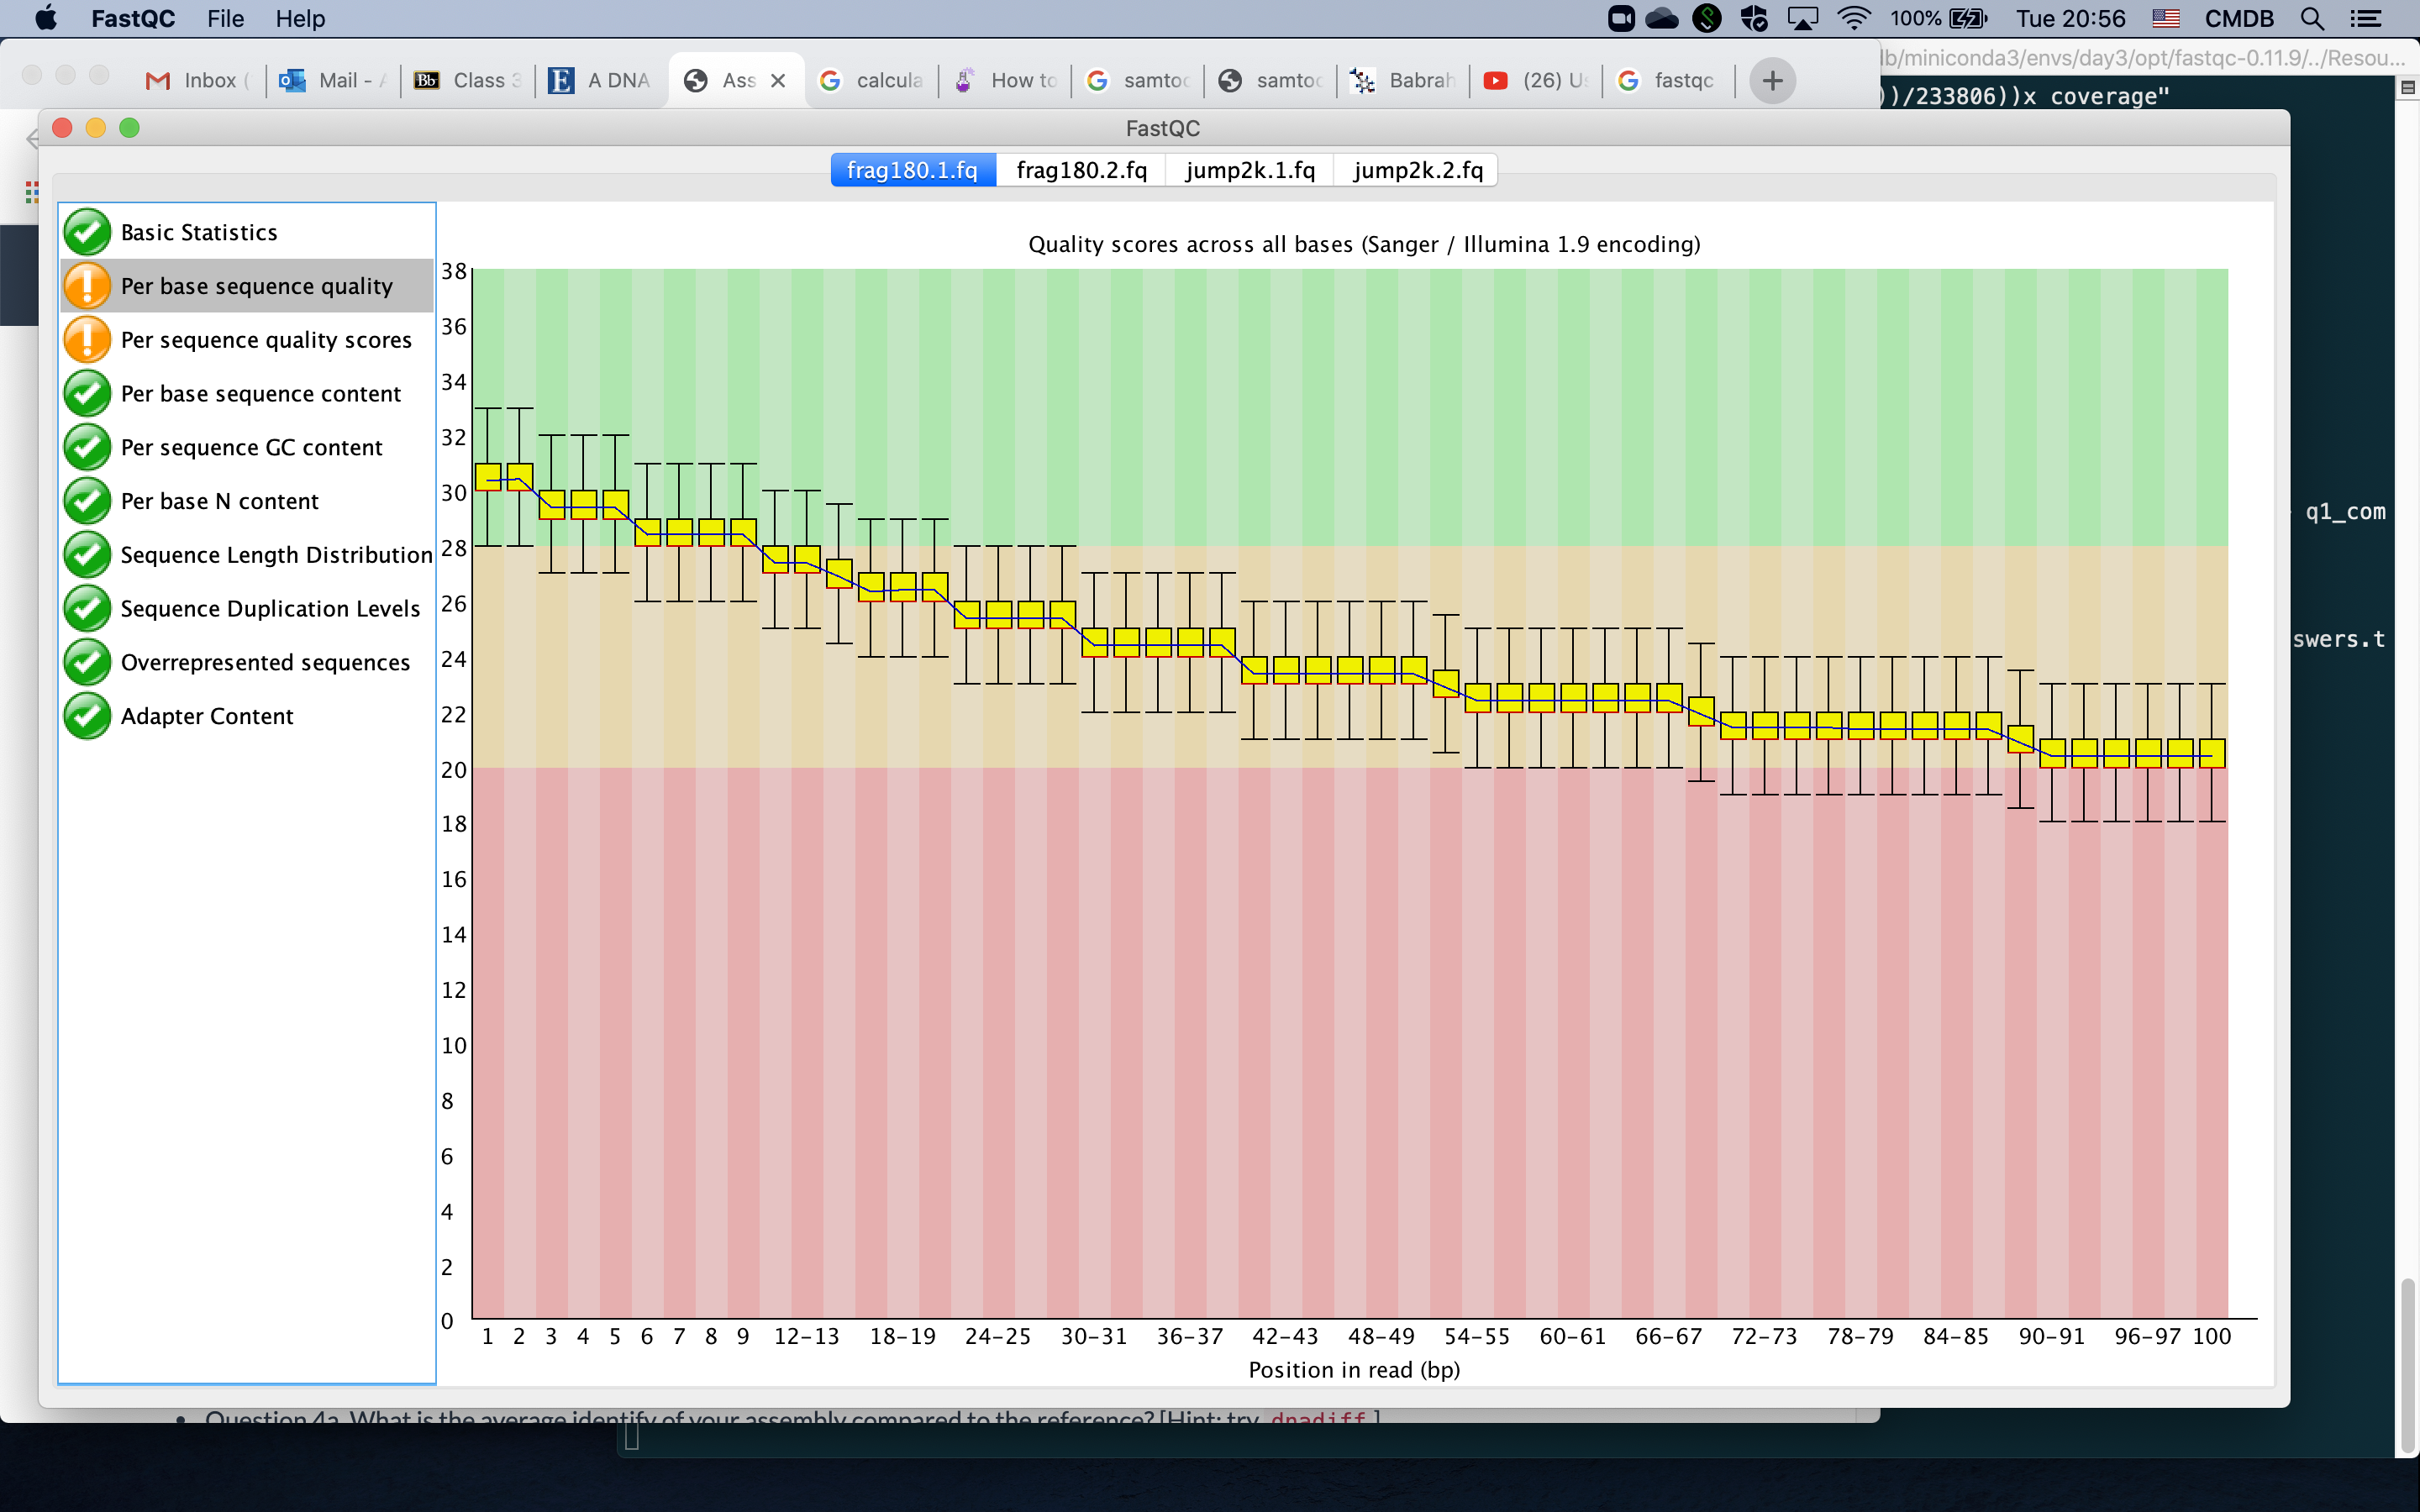 FastQC File Help 100% Tue 20:56 CMDB
lb/miniconda3/envs/day3/opt/fastqc-0.11.9/../Resou...
Inbox ( Mail - Class 3 A DNA Ass calcula How to samtoo samtoo Babrah (26) Us fastqc
))/233806))x coverage"
FastQC
frag180.1.fq frag180.2.fq jump2k.1.fq jump2k.2.fq
Basic Statistics
Per base sequence quality
Per sequence quality scores
Per base sequence content
Per sequence GC content
Per base N content
Sequence Length Distribution
Sequence Duplication Levels
Overrepresented sequences
Adapter Content
Quality scores across all bases (Sanger / Illumina 1.9 encoding)
38
36
34
32
30
28
26
24
22
20
18
16
14
12
10
8
6
4
2
0
1 2 3 4 5 6 7 8 9 12-13 18-19 24-25 30-31 36-37 42-43 48-49 54-55 60-61 66-67 72-73 78-79 84-85 90-91 96-97 100
Position in read (bp)
q1_com
swers.t
Question 4a. What is the average identify of your assembly compared to the reference? [Hint: try dnadiff ]